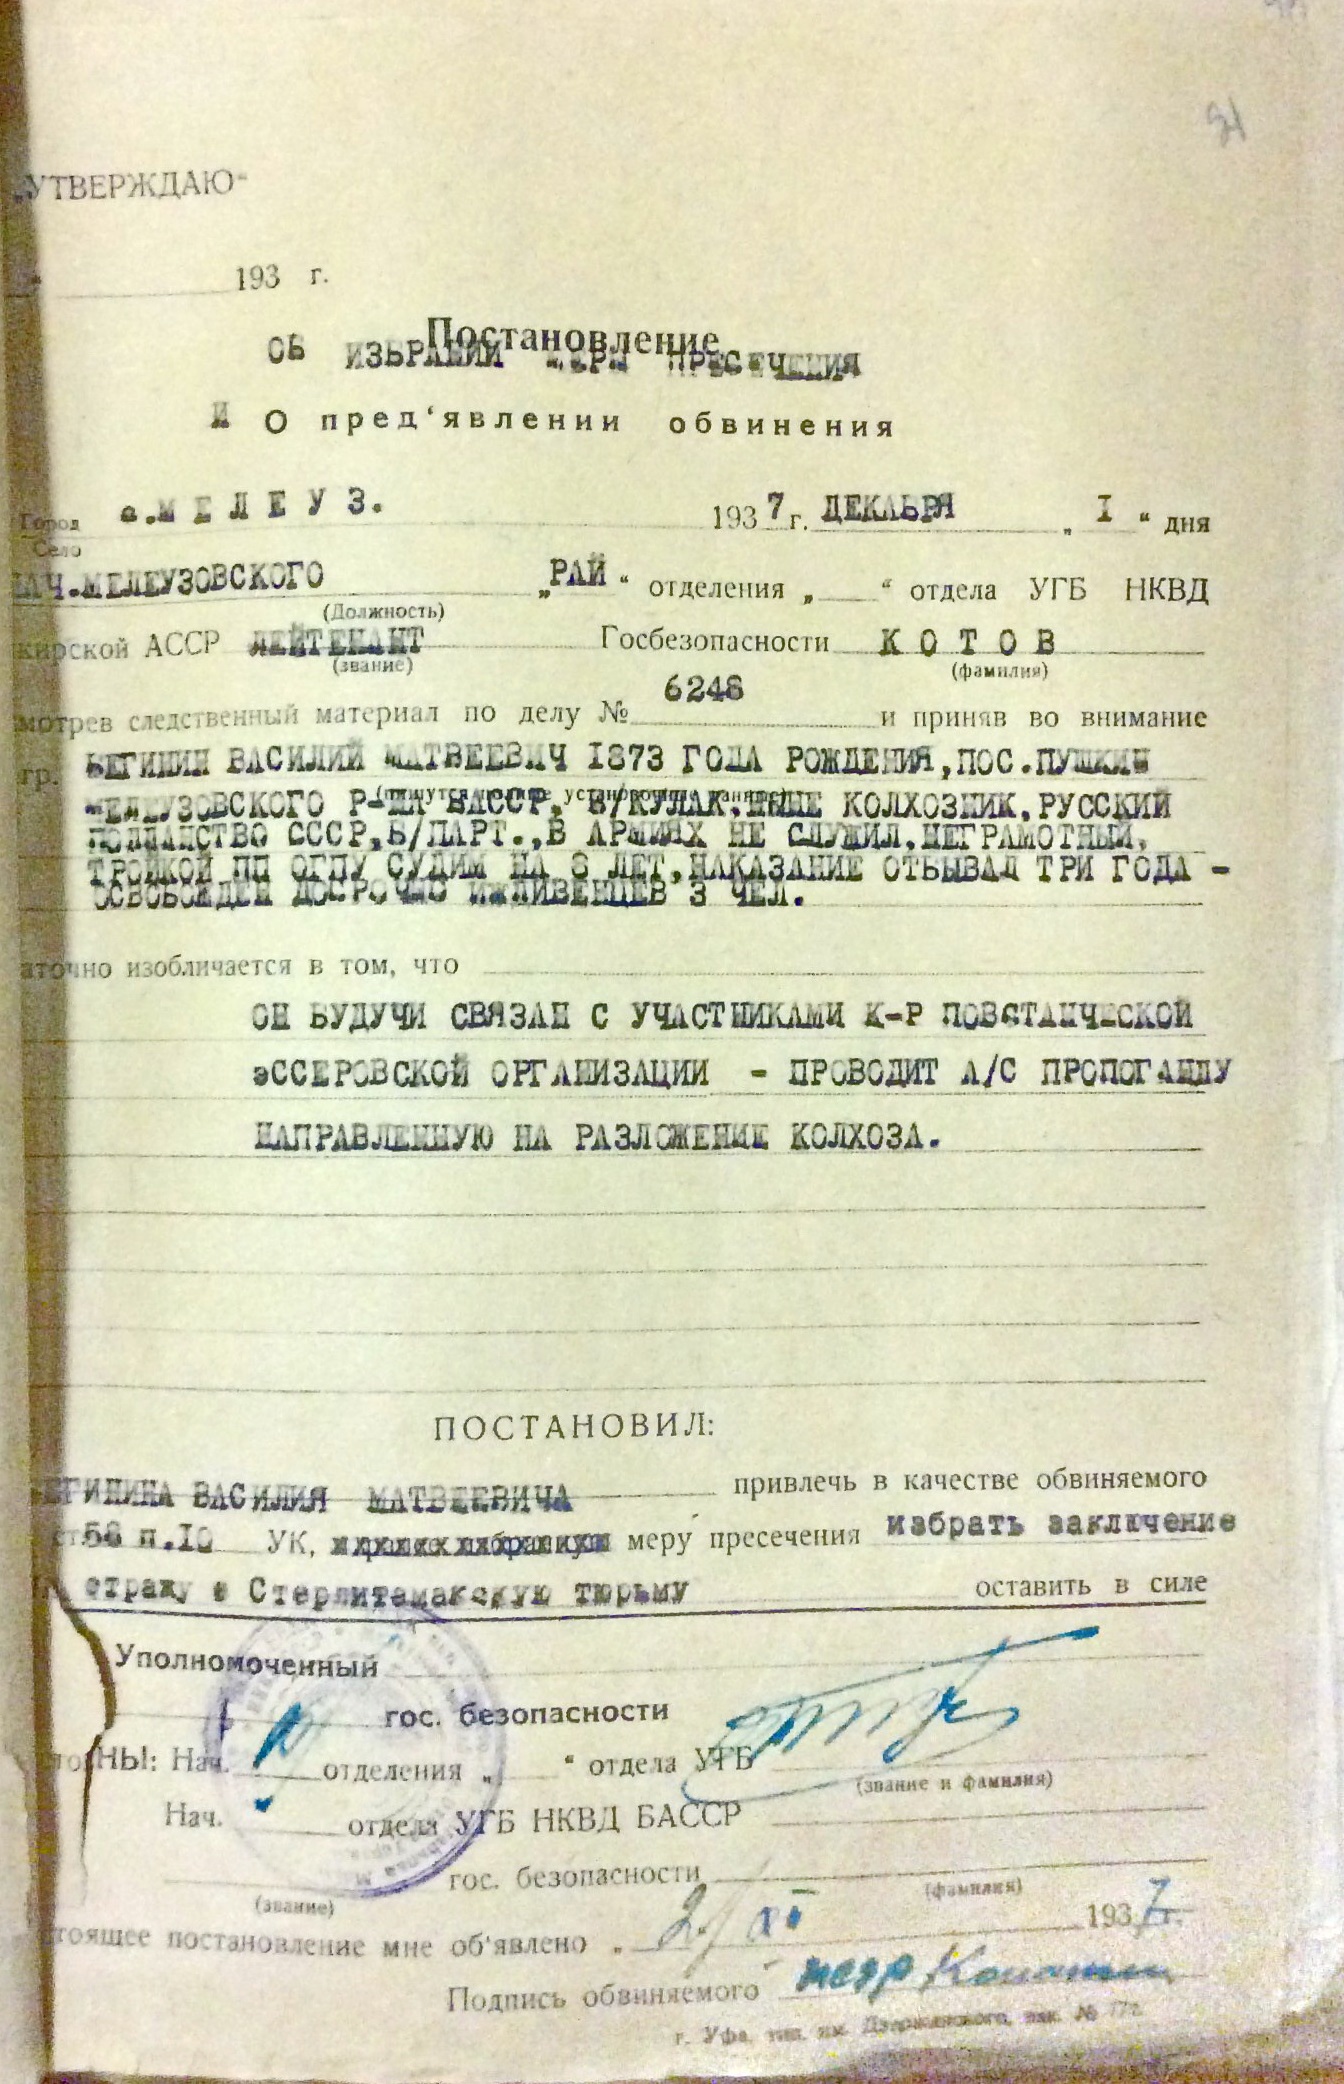 „УТВЕРЖДАЮ“
193 г.
Постановление
ОБ ИЗБРАНИИ МЕРЫ ПРЕСЕЧЕНИЯ
И О пред‘явлении обвинения
Город с.МЕЛЕУЗ. 1937 г. ДЕКАБРЯ „ I “ дня
Село
НАЧ.МЕЛЕУЗОВСКОГО „РАЙ“ отделения „ “ отдела УГБ НКВД
(Должность)
кирской АССР ЛЕЙТЕНАНТ Госбезопасности КОТОВ
(звание) (фамилия)
мотрев следственный материал по делу № 6248 и приняв во внимание
гр. БЕГИНИН ВАСИЛИЙ МАТВЕЕВИЧ 1873 ГОДА РОЖДЕНИЯ,ПОС.ПУШКИН
МЕЛЕУЗОВСКОГО Р-НА БАССР, Б/КУЛАК,НЫНЕ КОЛХОЗНИК,РУССКИЙ
ПОДДАНСТВО СССР,Б/ПАРТ.,В АРМИЯХ НЕ СЛУЖИЛ,НЕГРАМОТНЫЙ,
ТРОЙКОЙ ПП ОГПУ СУДИМ НА 8 ЛЕТ,НАКАЗАНИЕ ОТБЫВАЛ ТРИ ГОДА -
ОСВОБОЖДЕН ДОСРОЧНО ИЖДИВЕНЦЕВ 3 ЧЕЛ.
аточно изобличается в том, что
ОН БУДУЧИ СВЯЗАН С УЧАСТНИКАМИ К-Р ПОВСТАНЧЕСКОЙ
эССЕРОВСКОЙ ОРГАНИЗАЦИИ - ПРОВОДИТ А/С ПРОПОГАНДУ
НАПРАВЛЕННУЮ НА РАЗЛОЖЕНИЕ КОЛХОЗА.
ПОСТАНОВИЛ:
ЕГИНИНА ВАСИЛИЯ МАТВЕЕВИЧА привлечь в качестве обвиняемого
ст.58 п.10 УК, меру пресечения избрать заключение
стражу в Стерлитамакскую тюрьму оставить в силе
Уполномоченный
гос. безопасности
НЫ: Нач. отделения „ “ отдела УГБ
(звание и фамилия)
Нач. отдела УГБ НКВД БАССР
гос. безопасности
(звание) (фамилия)
тоящее постановление мне об‘явлено „ 2/XII 1937 г.
Подпись обвиняемого
г. Уфа, тип. им. Дзержинского, зак. №